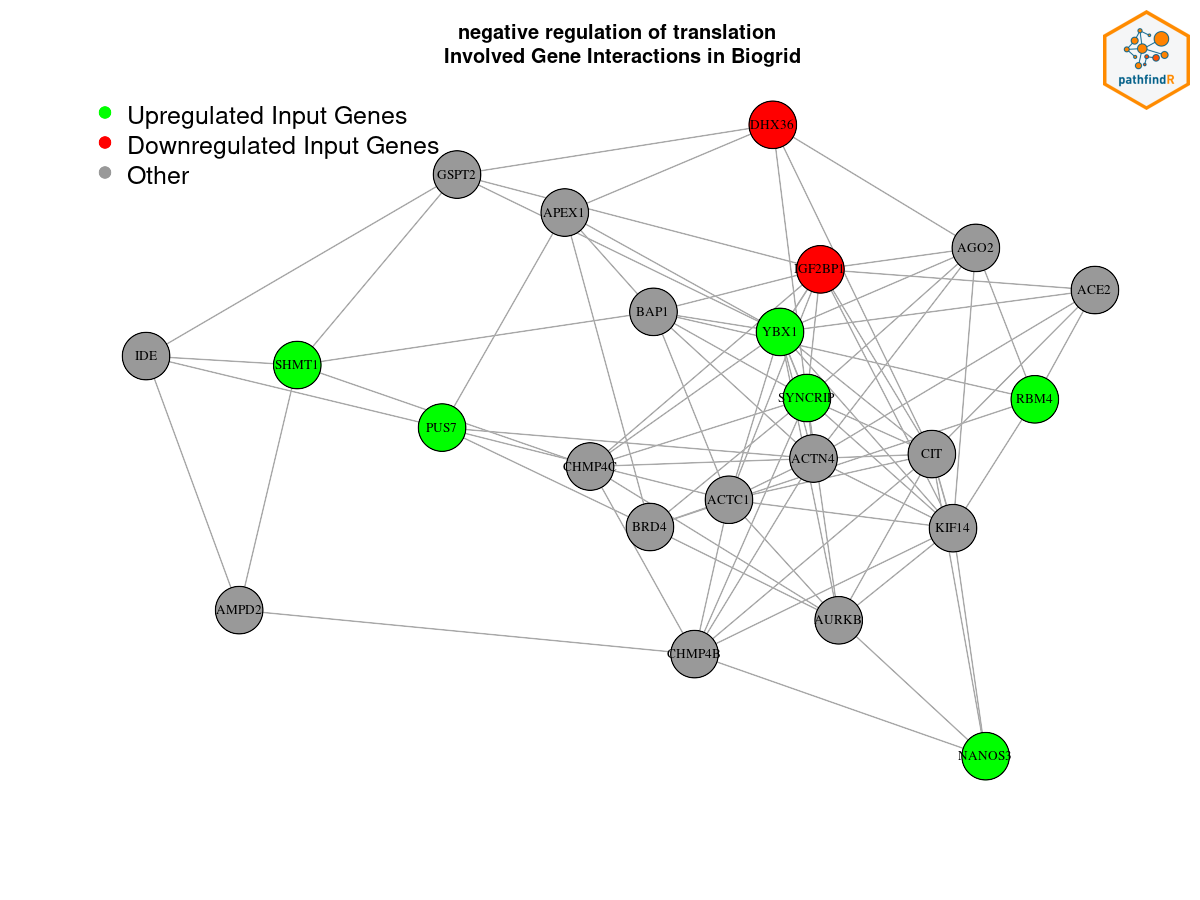 negative regulation of translation
Involved Gene Interactions in Biogrid
pathfindR
Upregulated Input Genes
Downregulated Input Genes
Other
DHX36
GSPT2
APEX1
AGO2
IGF2BP1
ACE2
BAP1
YBX1
IDE
SHMT1
SYNCRIP
RBM4
PUS7
CIT
ACTN4
CHMP4C
ACTC1
BRD4
KIF14
AMPD2
AURKB
CHMP4B
NANOS3